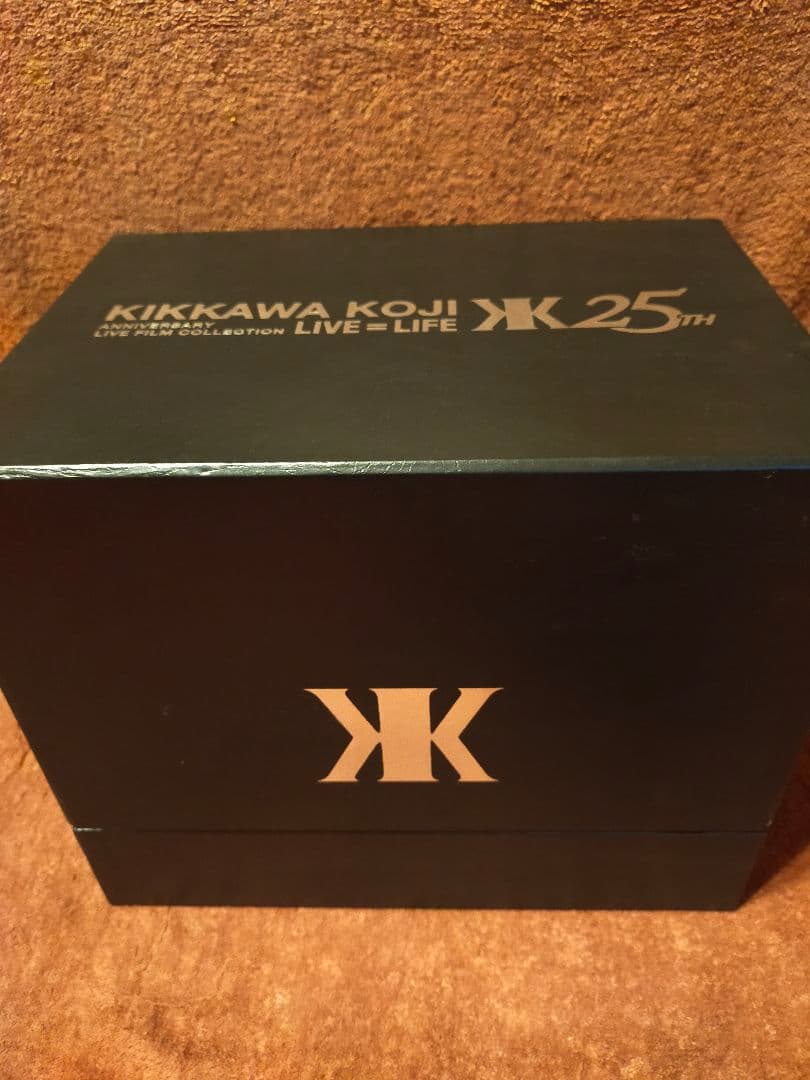 KIKKAWA KOJI
ANNIVERSARY
LIVE FILM COLLECTION LIVE=LIFE
KK 25TH
KK